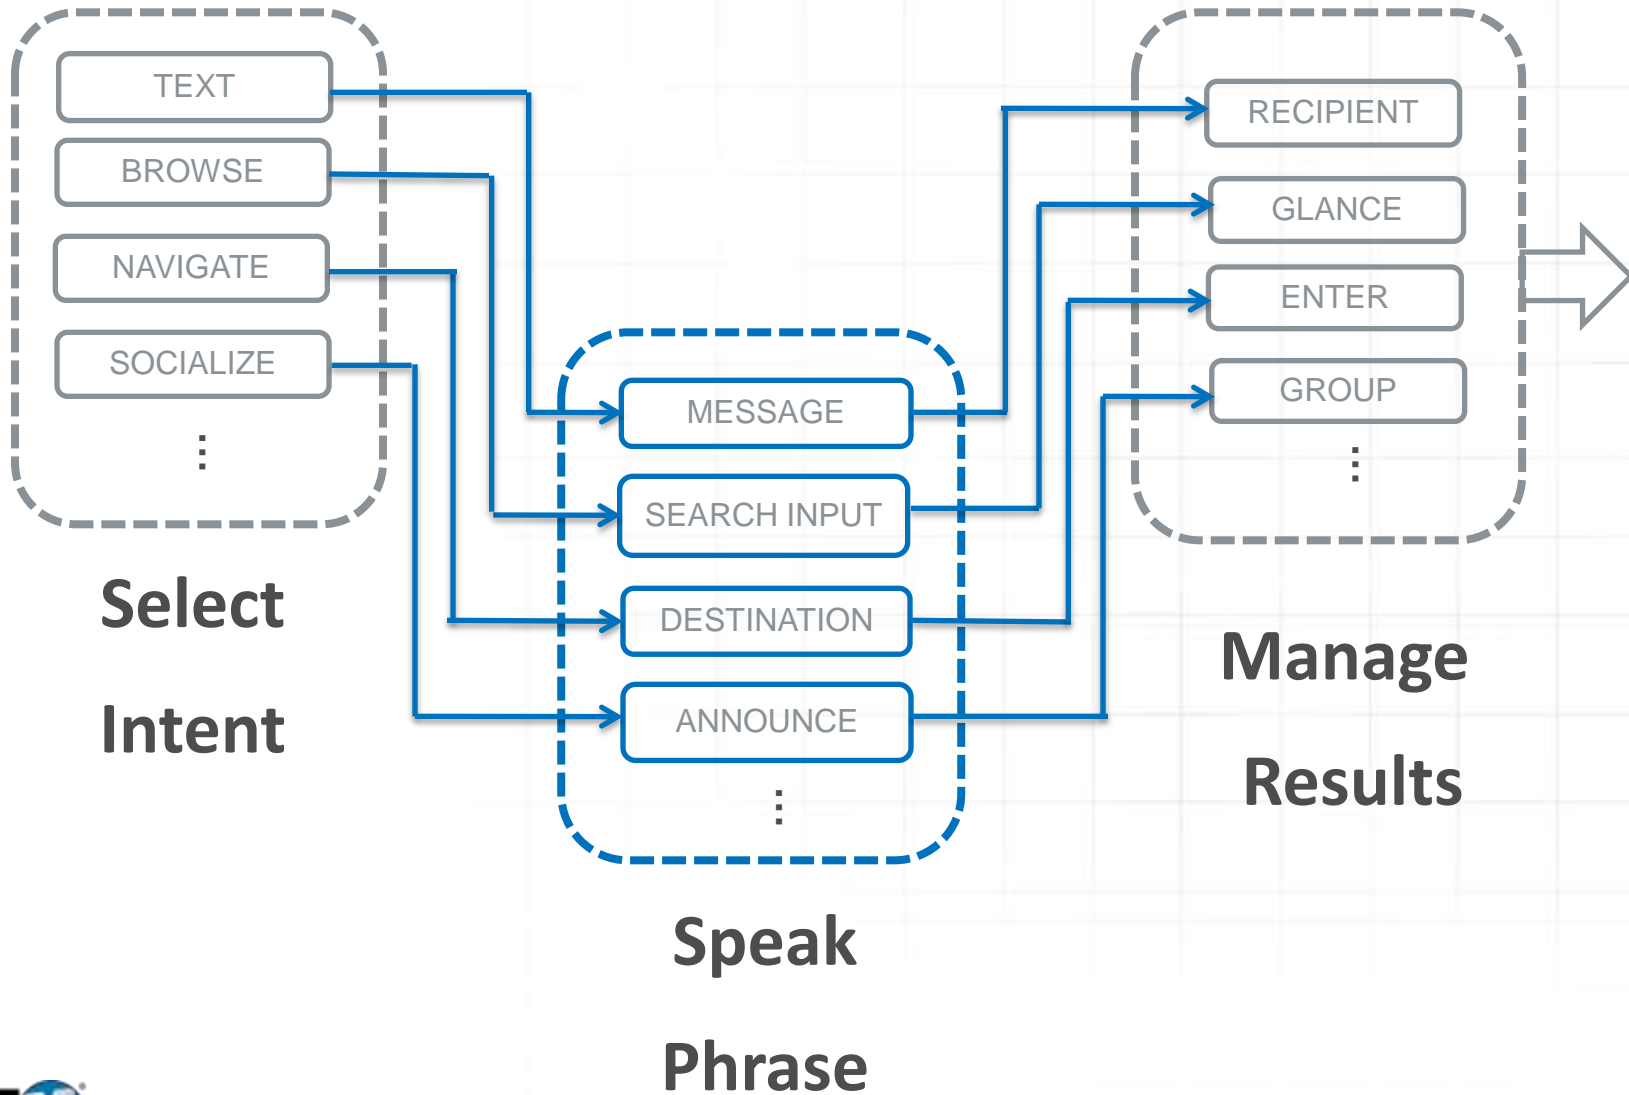 TEXT
BROWSE
NAVIGATE
SOCIALIZE
⋮
Select
Intent
MESSAGE
SEARCH INPUT
DESTINATION
ANNOUNCE
⋮
Speak
Phrase
RECIPIENT
GLANCE
ENTER
GROUP
⋮
Manage
Results